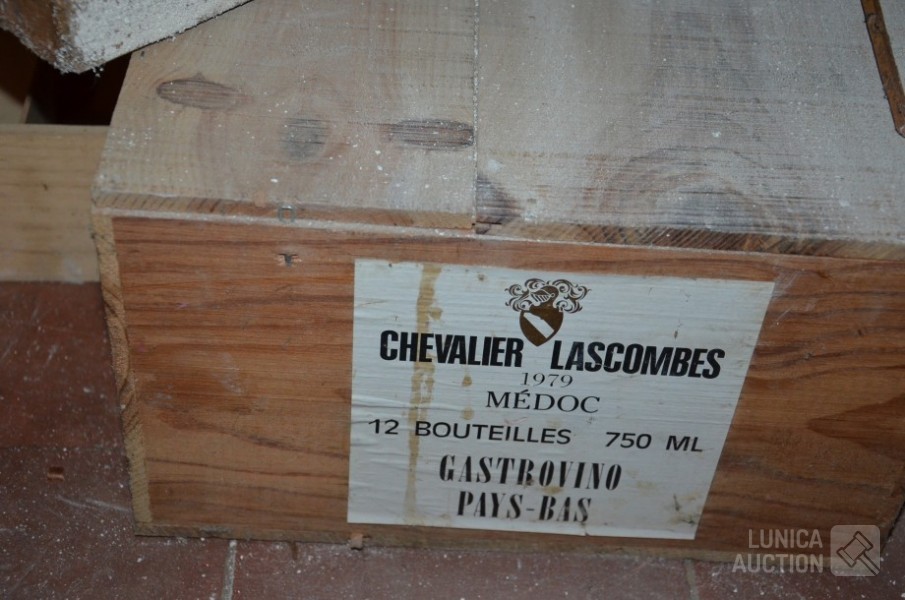 CHEVALIER LASCOMBES
1979
MÉDOC
12 BOUTEILLES 750 ML
GASTROVINO
PAYS-BAS
LUNICA
AUCTION